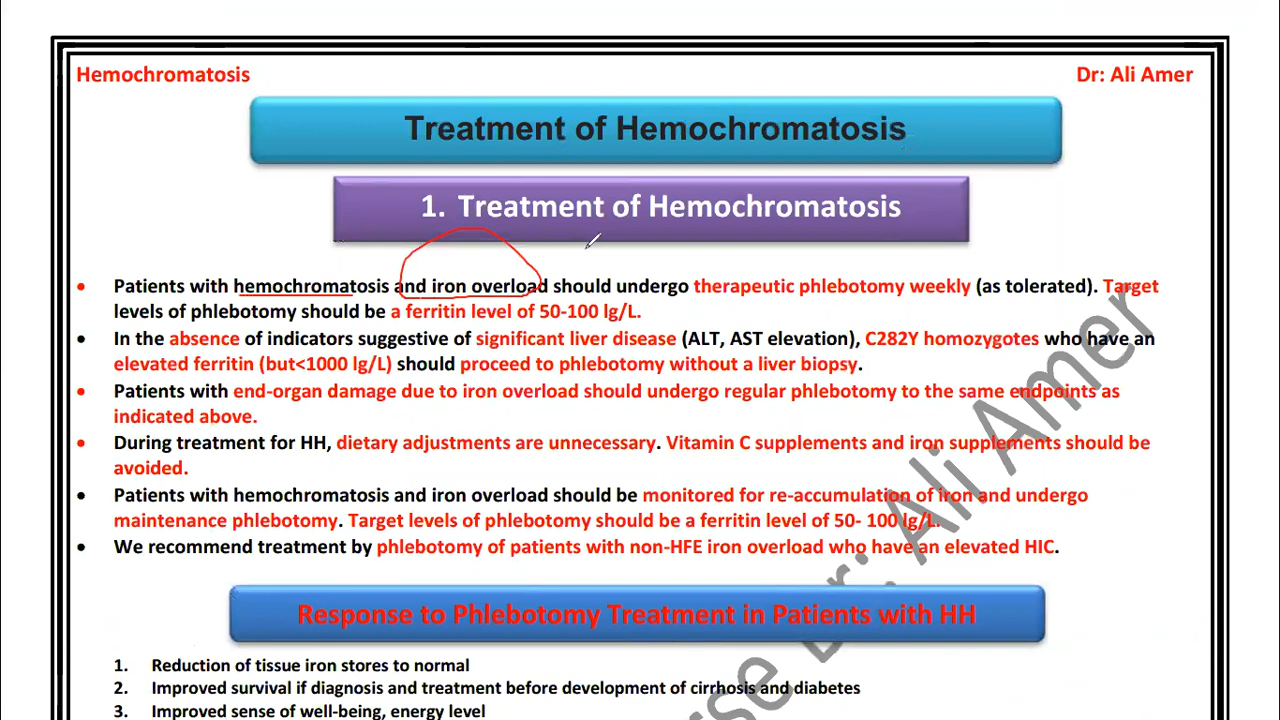 Hemochromatosis Dr: Ali Amer
Treatment of Hemochromatosis
1. Treatment of Hemochromatosis
• Patients with hemochromatosis and iron overload should undergo therapeutic phlebotomy weekly (as tolerated). Target
levels of phlebotomy should be a ferritin level of 50-100 lg/L.
• In the absence of indicators suggestive of significant liver disease (ALT, AST elevation), C282Y homozygotes who have an
elevated ferritin (but<1000 lg/L) should proceed to phlebotomy without a liver biopsy.
• Patients with end-organ damage due to iron overload should undergo regular phlebotomy to the same endpoints as
indicated above.
• During treatment for HH, dietary adjustments are unnecessary. Vitamin C supplements and iron supplements should be
avoided.
• Patients with hemochromatosis and iron overload should be monitored for re-accumulation of iron and undergo
maintenance phlebotomy. Target levels of phlebotomy should be a ferritin level of 50- 100 lg/L.
• We recommend treatment by phlebotomy of patients with non-HFE iron overload who have an elevated HIC.
Response to Phlebotomy Treatment in Patients with HH
1. Reduction of tissue iron stores to normal
2. Improved survival if diagnosis and treatment before development of cirrhosis and diabetes
3. Improved sense of well-being, energy level
Dr: Ali Amer